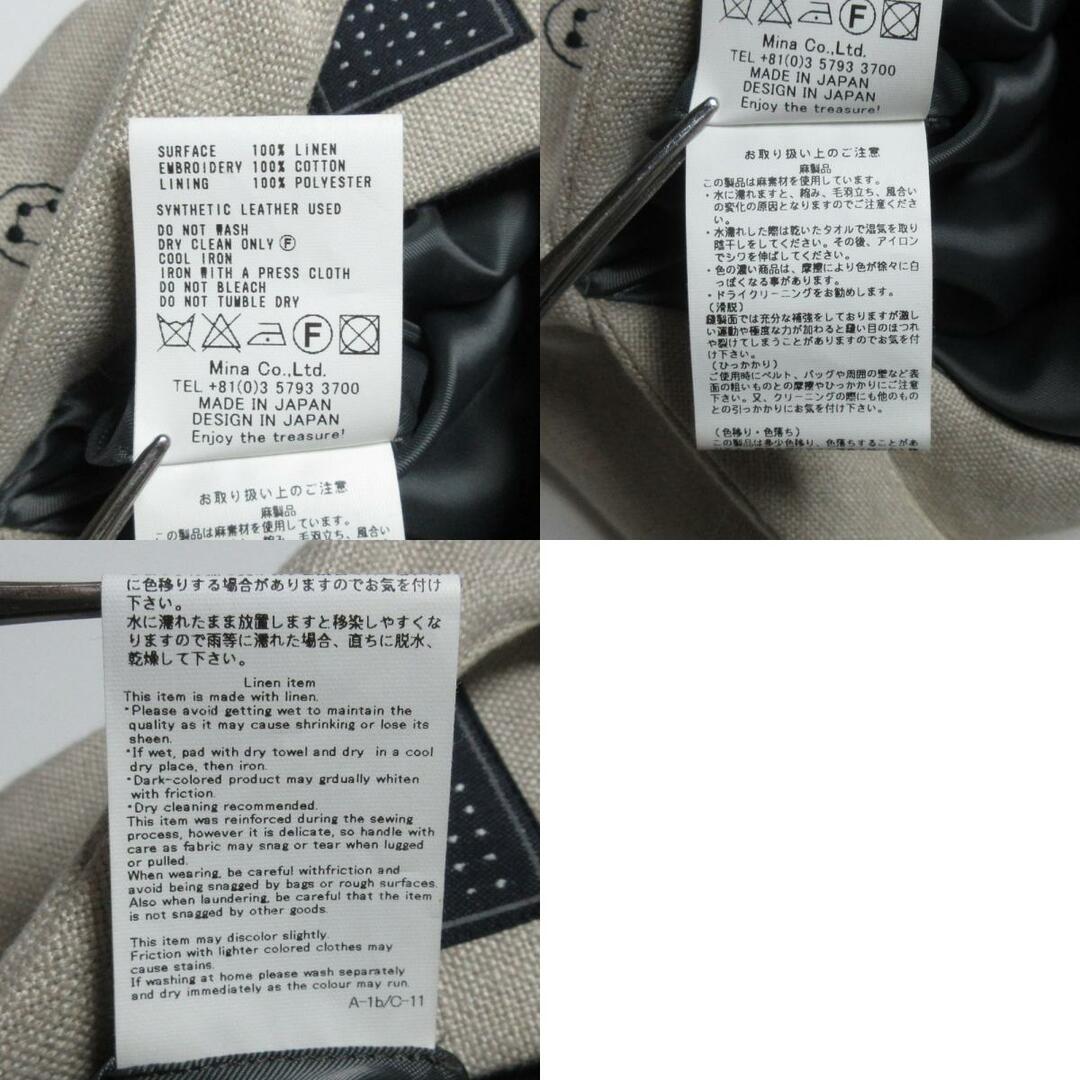 SURFACE 100% LINEN
EMBROIDERY 100% COTTON
LINING 100% POLYESTER
SYNTHETIC LEATHER USED
DO NOT WASH
DRY CLEAN ONLY Ⓕ
COOL IRON
IRON WITH A PRESS CLOTH
DO NOT BLEACH
DO NOT TUMBLE DRY
F
Mina Co.,Ltd.
TEL +81(0)3 5793 3700
MADE IN JAPAN
DESIGN IN JAPAN
Enjoy the treasure!
お取り扱い上のご注意
麻製品
この製品は麻素材を使用しています。
縮み、毛羽立ち、風合い
F
Mina Co.,Ltd.
TEL +81(0)3 5793 3700
MADE IN JAPAN
DESIGN IN JAPAN
Enjoy the treasure!
お取り扱い上のご注意
麻製品
この製品は麻素材を使用しています。
・水に濡れますと、縮み、毛羽立ち、風合い
の変化の原因となりますのでご注意くださ
い。
・水濡れした際は乾いたタオルで湿気を取り
陰干しをしてください。その後、アイロン
でシワを伸ばしてください。
・色の濃い商品は、摩擦により色が徐々に白
っぽくなる事があります。
・ドライクリーニングをお勧めします。
(滑脱)
縫製面では充分な補強をしておりますが激し
い運動や極度な力が加わると縫い目のほつれ
や裂けてしまうことがありますのでお気を付
け下さい。
(ひっかかり)
ご使用時にベルト、バッグや周囲の壁など表
面の粗いものとの摩擦やひっかかりにご注意
下さい。又、クリーニングの際にも他のもの
との引っかかりにお気を付け下さい。
(色移り・色落ち)
この製品は多少色移り、色落ちすることがあ
に色移りする場合がありますのでお気を付け
下さい。
水に濡れたまま放置しますと移染しやすくな
りますので雨等に濡れた場合、直ちに脱水、
乾燥して下さい。
Linen item
This item is made with linen.
*Please avoid getting wet to maintain the
quality as it may cause shrinking or lose its
sheen.
*If wet, pad with dry towel and dry in a cool
dry place, then iron.
*Dark-colored product may grdually whiten
with friction.
*Dry cleaning recommended.
This item was reinforced during the sewing
process, however it is delicate, so handle with
care as fabric may snag or tear when lugged
or pulled.
When wearing, be careful withfriction and
avoid being snagged by bags or rough surfaces.
Also when laundering, be careful that the item
is not snagged by other goods.
This item may discolor slightly.
Friction with lighter colored clothes may
cause stains.
If washing at home please wash separately
and dry immediately as the colour may run.
A-1b/C-11